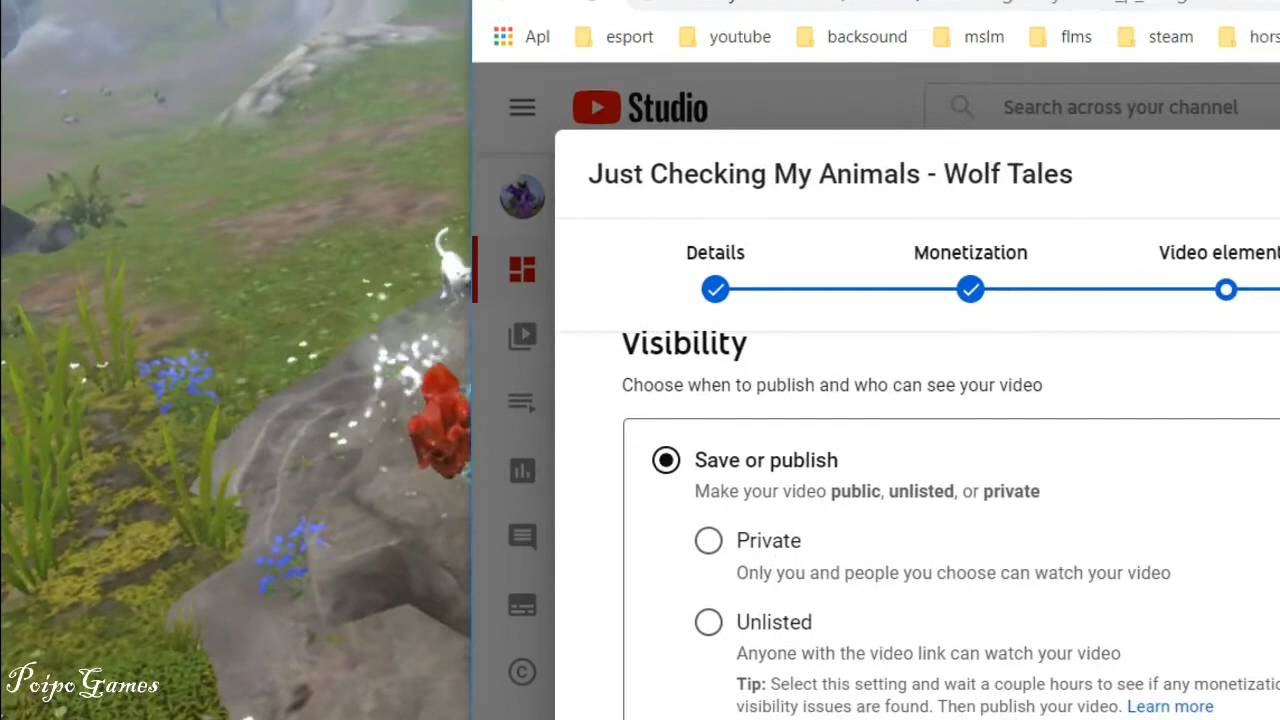 Apl esport youtube backsound mslm flms steam hors
Studio
Search across your channel
Just Checking My Animals - Wolf Tales
Details Monetization Video element
Visibility
Choose when to publish and who can see your video
Save or publish
Make your video public, unlisted, or private
Private
Only you and people you choose can watch your video
Unlisted
Anyone with the video link can watch your video
Tip: Select this setting and wait a couple hours to see if any monetizatio
visibility issues are found. Then publish your video. Learn more
PoipoGames